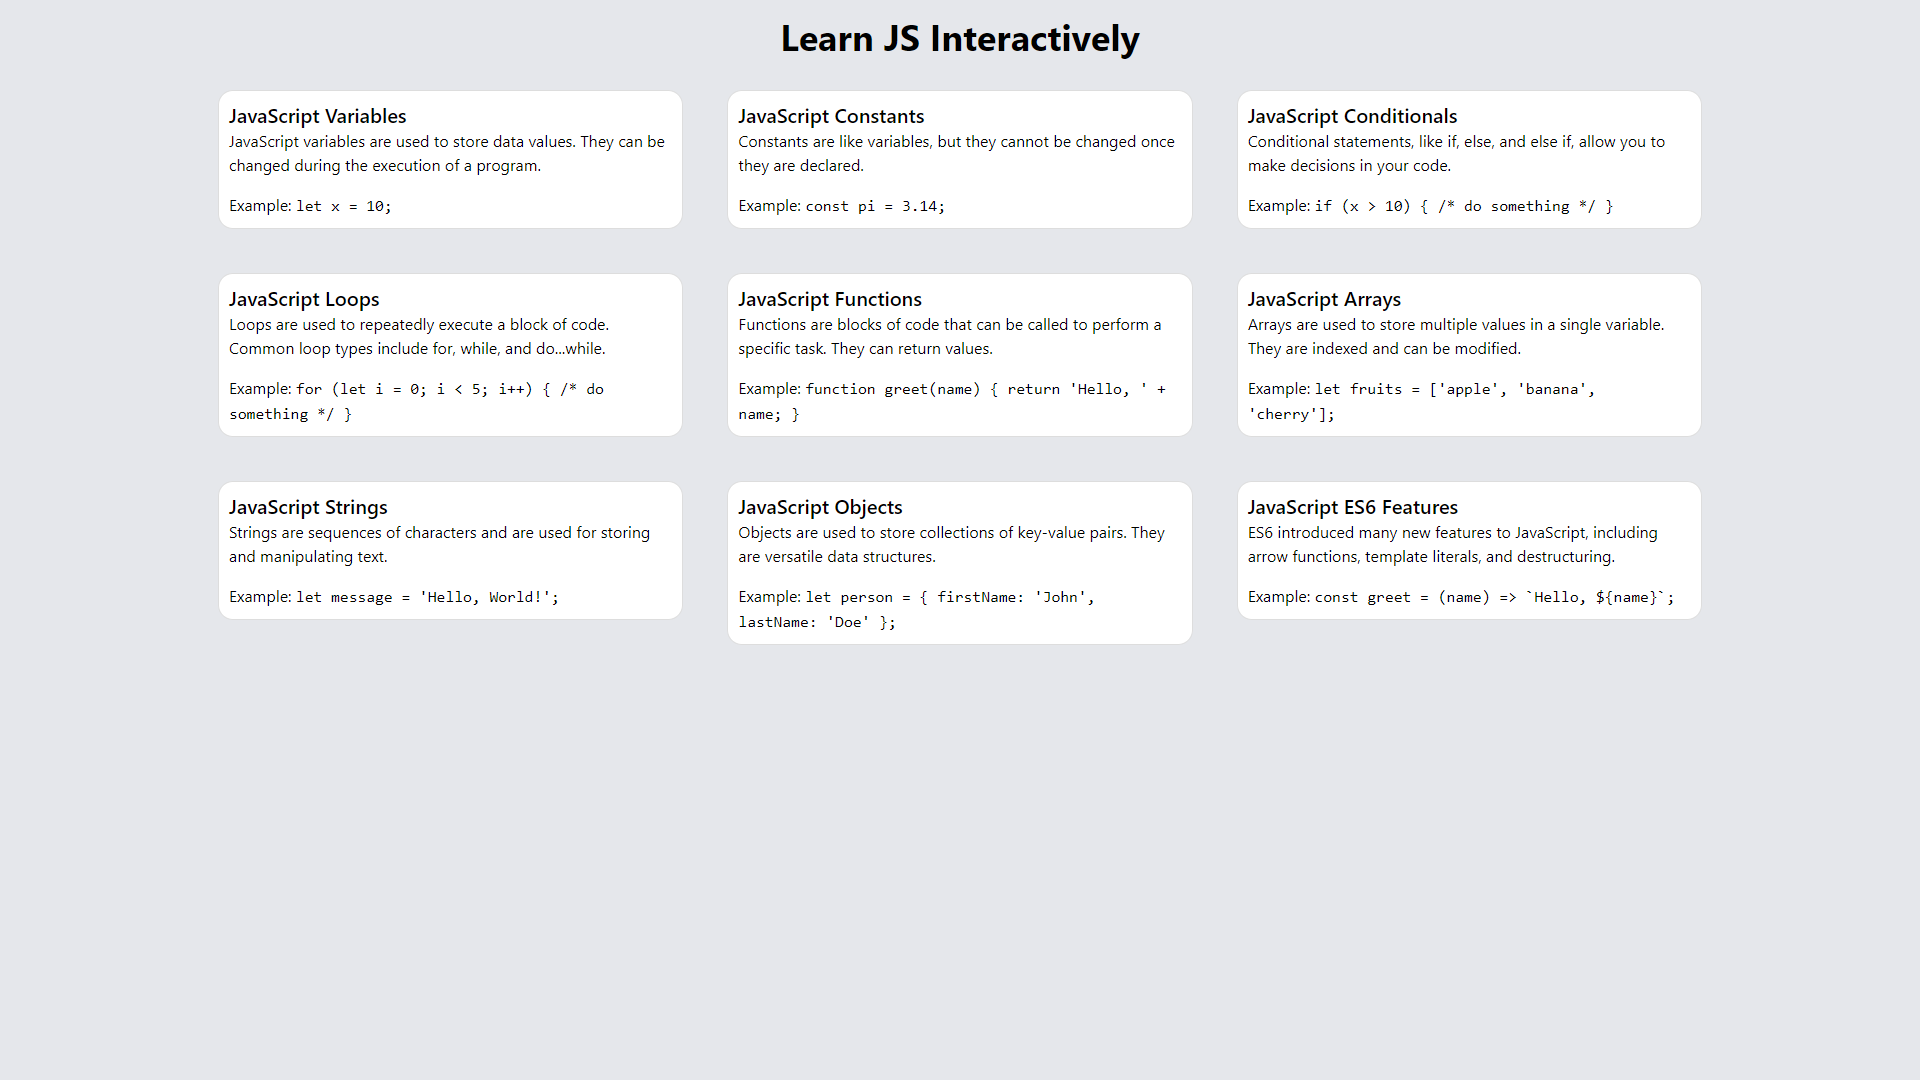 Learn JS Interactively
JavaScript Variables
JavaScript variables are used to store data values. They can be
changed during the execution of a program.
Example: let x = 10;
JavaScript Constants
Constants are like variables, but they cannot be changed once
they are declared.
Example: const pi = 3.14;
JavaScript Conditionals
Conditional statements, like if, else, and else if, allow you to
make decisions in your code.
Example: if (x > 10) { /* do something */ }
JavaScript Loops
Loops are used to repeatedly execute a block of code.
Common loop types include for, while, and do...while.
Example: for (let i = 0; i < 5; i++) { /* do
something */ }
JavaScript Functions
Functions are blocks of code that can be called to perform a
specific task. They can return values.
Example: function greet(name) { return 'Hello, ' +
name; }
JavaScript Arrays
Arrays are used to store multiple values in a single variable.
They are indexed and can be modified.
Example: let fruits = ['apple', 'banana',
'cherry'];
JavaScript Strings
Strings are sequences of characters and are used for storing
and manipulating text.
Example: let message = 'Hello, World!';
JavaScript Objects
Objects are used to store collections of key-value pairs. They
are versatile data structures.
Example: let person = { firstName: 'John',
lastName: 'Doe' };
JavaScript ES6 Features
ES6 introduced many new features to JavaScript, including
arrow functions, template literals, and destructuring.
Example: const greet = (name) => `Hello, ${name}`;